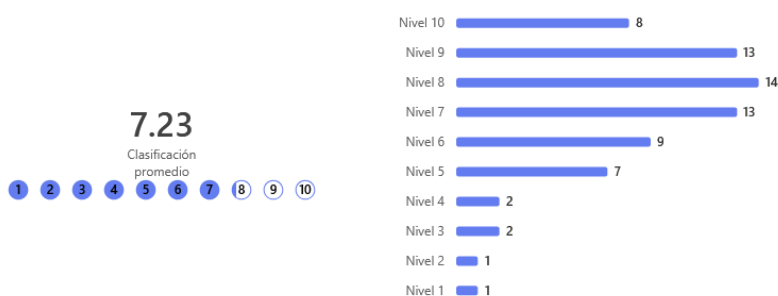 7.23
Clasificación
promedio
1 2 3 4 5 6 7 8 9 10
Nivel 10 8
Nivel 9 13
Nivel 8 14
Nivel 7 13
Nivel 6 9
Nivel 5 7
Nivel 4 2
Nivel 3 2
Nivel 2 1
Nivel 1 1